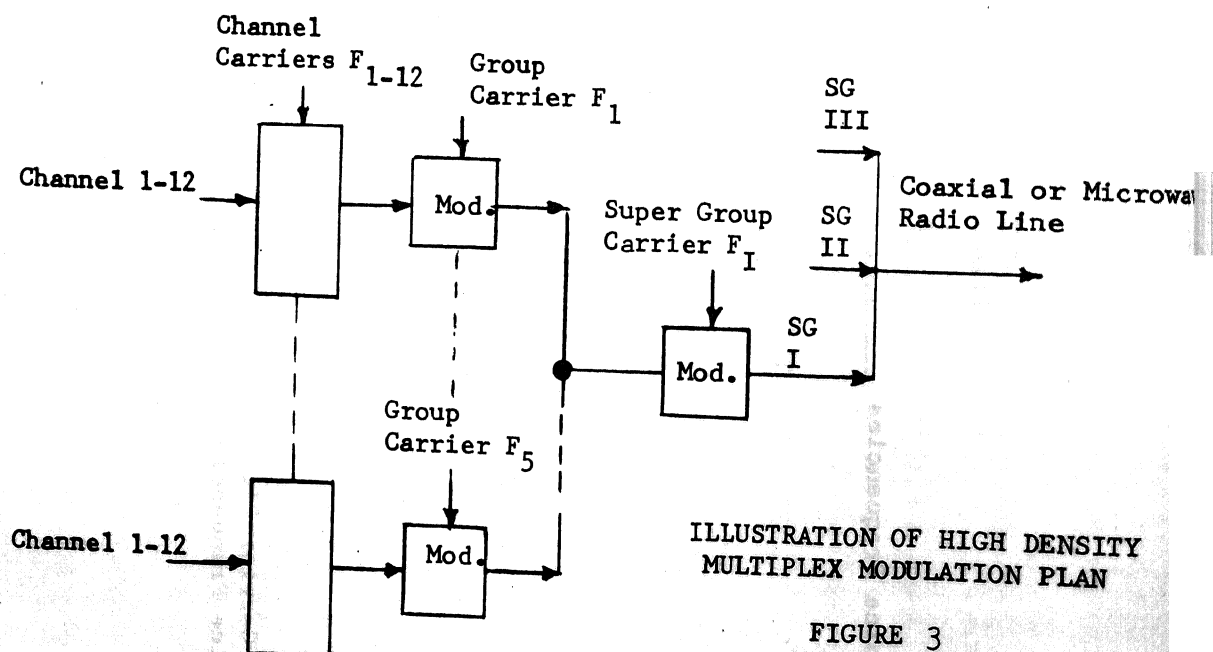 Channel
Carriers F1-12
Group
Carrier F1
SG
III
Channel 1-12
Mod.
Coaxial or Microwa
Radio Line
Super Group
Carrier FI
SG
II
SG
I
Mod.
Group
Carrier F5
Channel 1-12
Mod.
ILLUSTRATION OF HIGH DENSITY
MULTIPLEX MODULATION PLAN
FIGURE 3